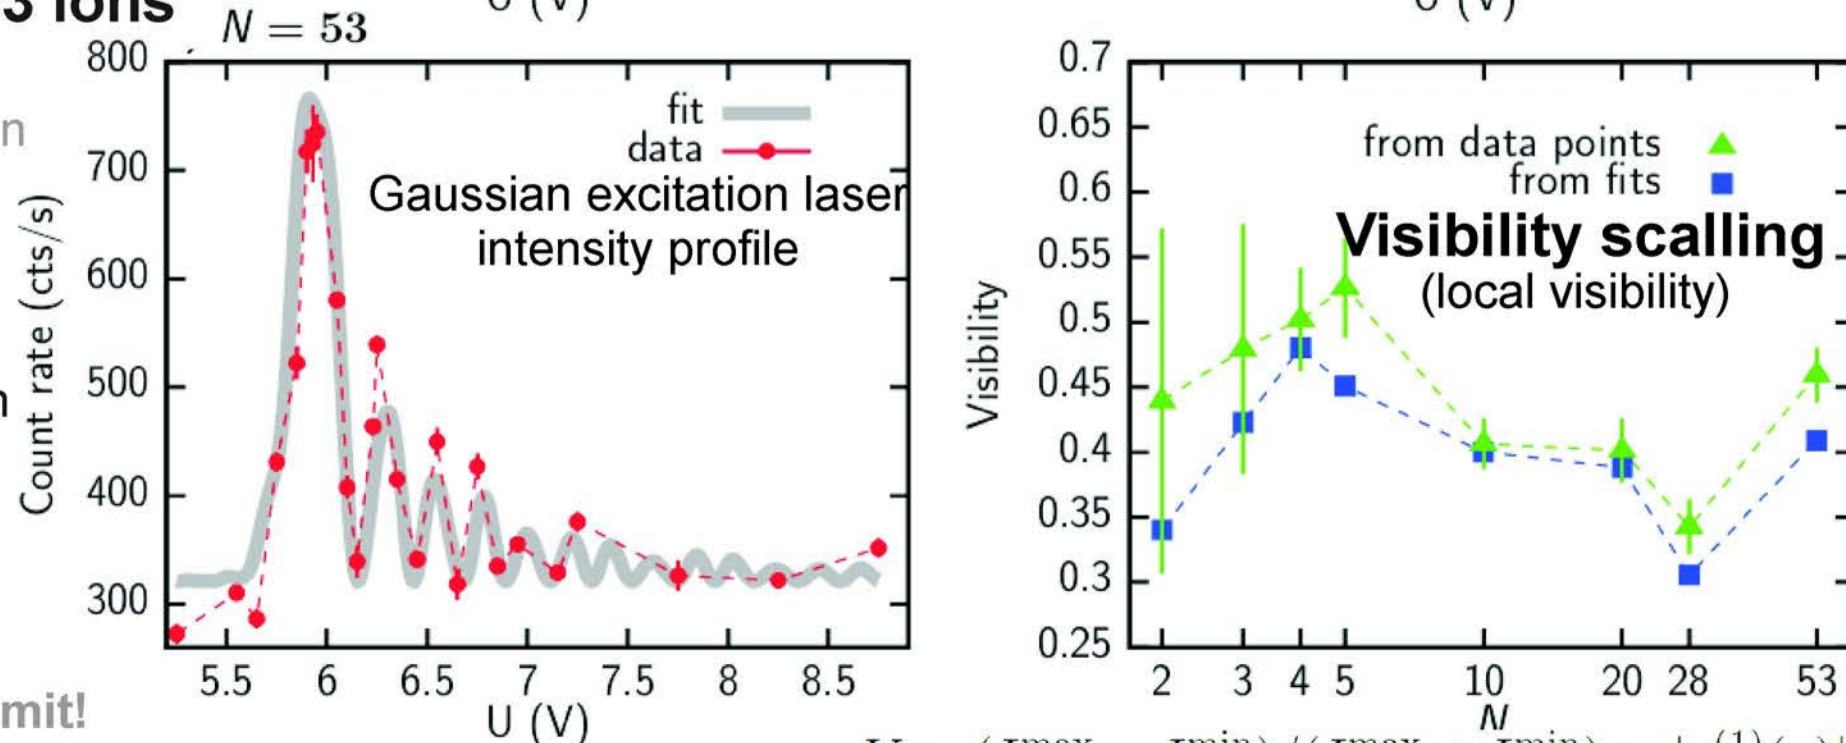 3 ions
U (V)
N = 53
800
700
600
500
400
300
Count rate (cts/s)
fit
data
Gaussian excitation laser
intensity profile
5.5 6 6.5 7 7.5 8 8.5
U (V)
n
mit!
U (V)
0.7
0.65
0.6
0.55
0.5
0.45
0.4
0.35
0.3
0.25
Visibility
from data points
from fits
Visibility scalling
(local visibility)
2 3 4 5 10 20 28 53
N